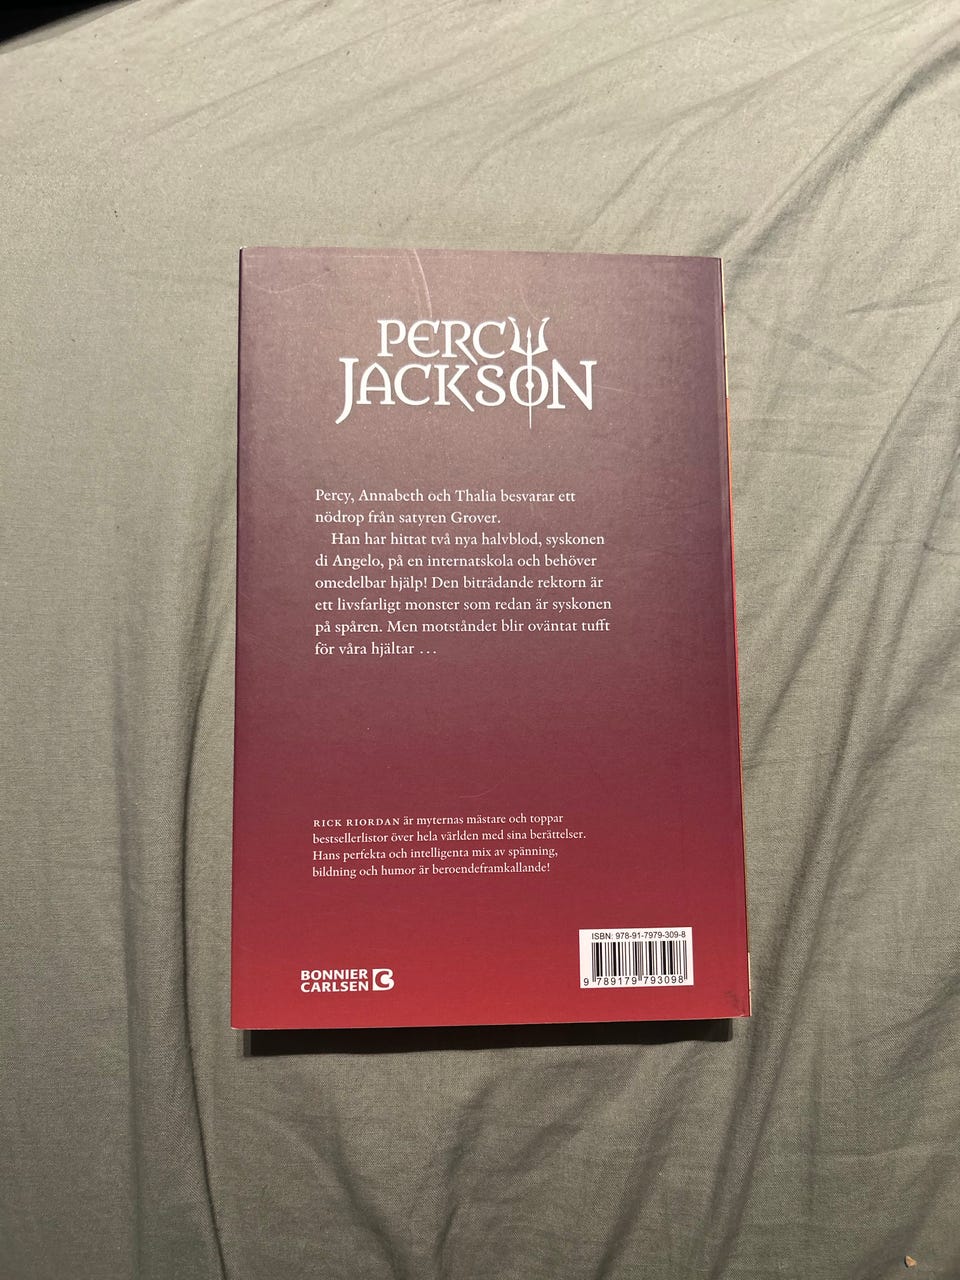 PERCY
JACKSON
Percy, Annabeth och Thalia besvarar ett
nödrop från satyren Grover.
Han har hittat två nya halvblod, syskonen
di Angelo, på en internatskola och behöver
omedelbar hjälp! Den biträdande rektorn är
ett livsfarligt monster som redan är syskonen
på spåren. Men motståndet blir oväntat tufft
för våra hjältar ...
RICK RIORDAN är myternas mästare och toppar
bestsellerlistor över hela världen med sina berättelser.
Hans perfekta och intelligenta mix av spänning,
bildning och humor är beroendeframkallande!
ISBN: 978-91-7979-309-8
9 789179 793098
BONNIER
CARLSEN